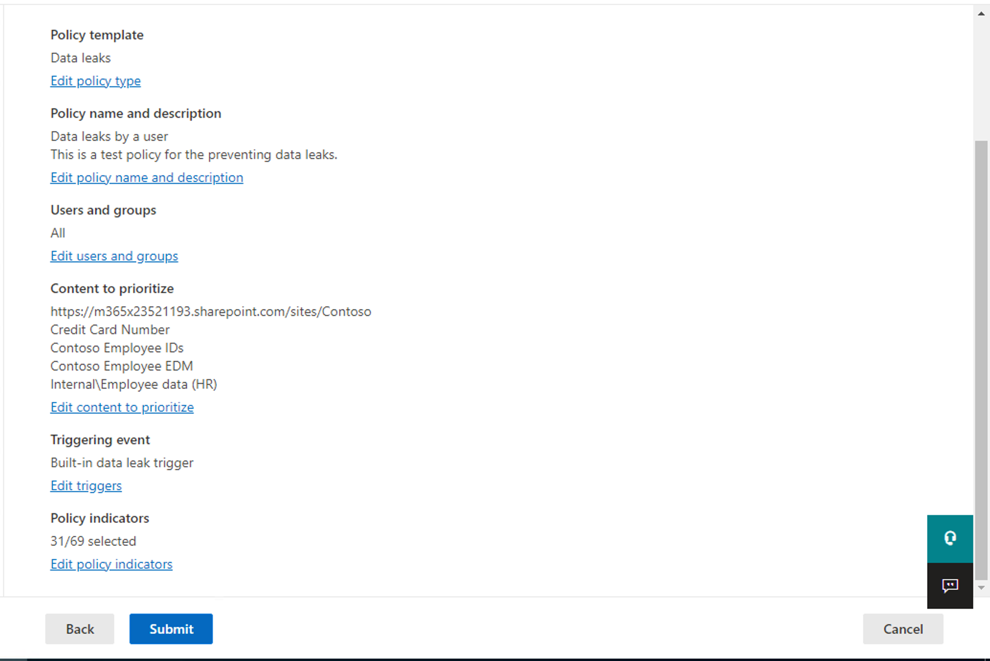 Policy template
Data leaks
Edit policy type
Policy name and description
Data leaks by a user
This is a test policy for the preventing data leaks.
Edit policy name and description
Users and groups
All
Edit users and groups
Content to prioritize
https://m365x23521193.sharepoint.com/sites/Contoso
Credit Card Number
Contoso Employee IDs
Contoso Employee EDM
Internal\Employee data (HR)
Edit content to prioritize
Triggering event
Built-in data leak trigger
Edit triggers
Policy indicators
31/69 selected
Edit policy indicators
Back
Submit
Cancel